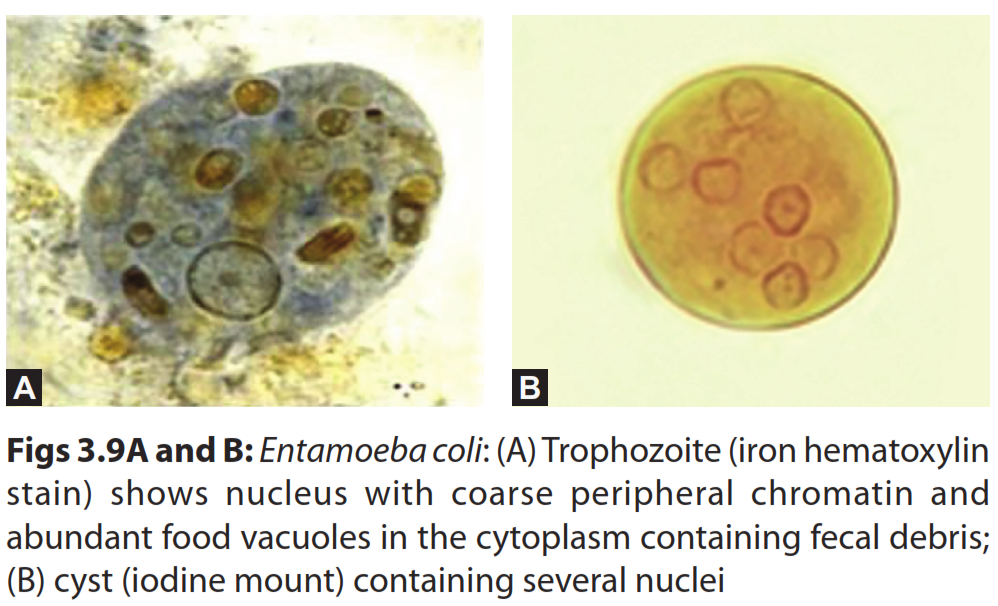 A
B
Figs 3.9A and B: Entamoeba coli: (A) Trophozoite (iron hematoxylin
stain) shows nucleus with coarse peripheral chromatin and
abundant food vacuoles in the cytoplasm containing fecal debris;
(B) cyst (iodine mount) containing several nuclei